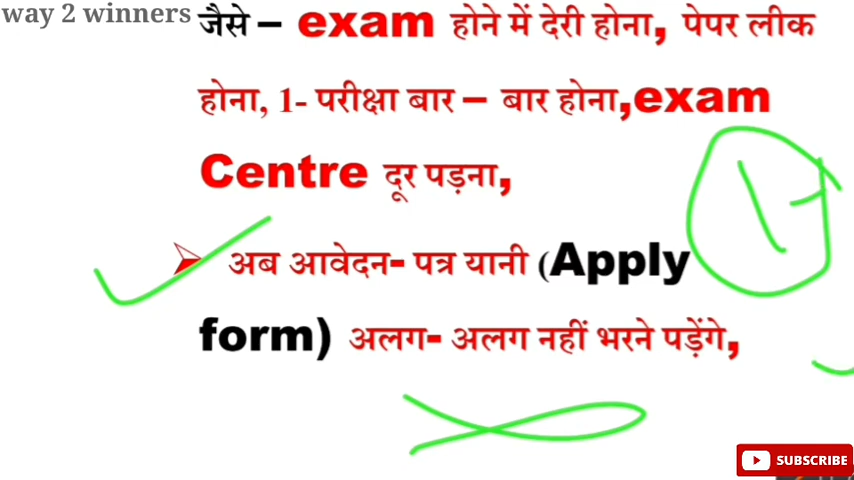 way 2 winners
जैसे – exam होने में देरी होना, पेपर लीक
होना, 1- परीक्षा बार – बार होना,exam
Centre दूर पड़ना,
अब आवेदन- पत्र यानी (Apply
form) अलग- अलग नहीं भरने पड़ेंगे,
SUBSCRIBE